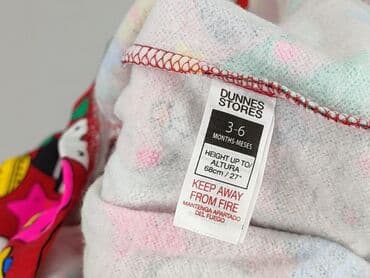 DUNNES
STORES
3-6
MONTHS-MESES
HEIGHT UP TO/
ALTURA
68cm/27"
KEEP AWAY
FROM FIRE
MANTENGA APARTADO
DEL FUEGO